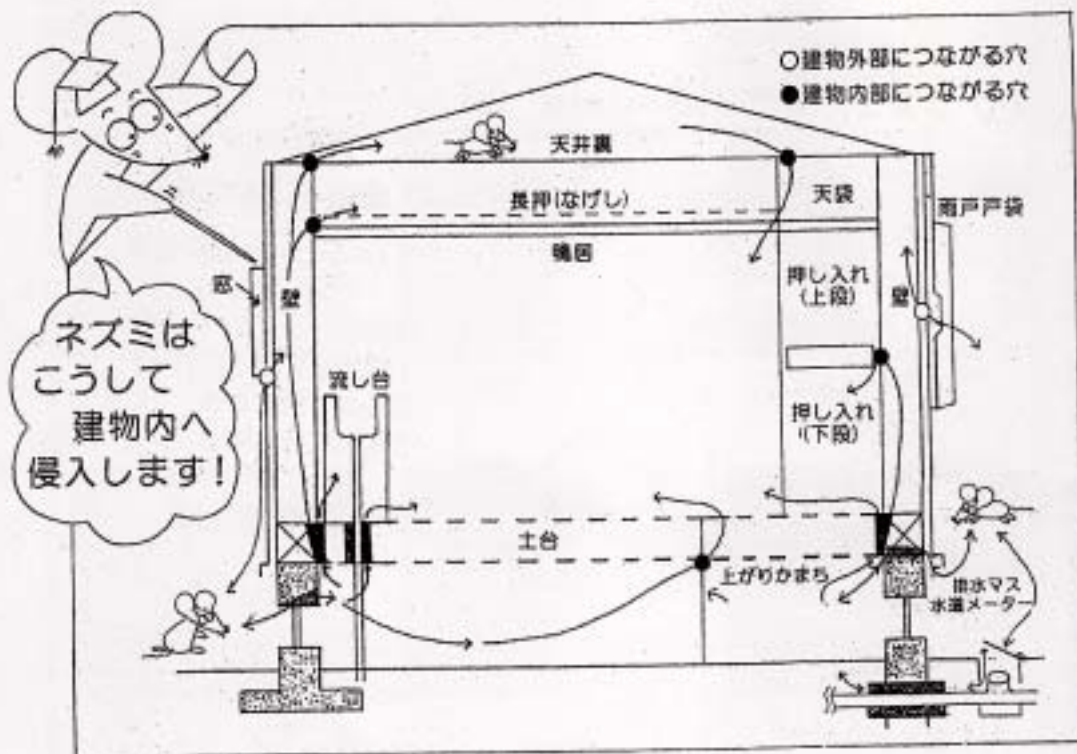 ○建物外部につながる穴
●建物内部につながる穴
天井裏
長押(なげし)
天袋
雨戸戸袋
鴨居
窓
壁
押し入れ
(上段)
壁
ネズミは
こうして
建物内へ
侵入します!
流し台
押し入れ
(下段)
土台
上がりかまち
排水マス
水道メーター